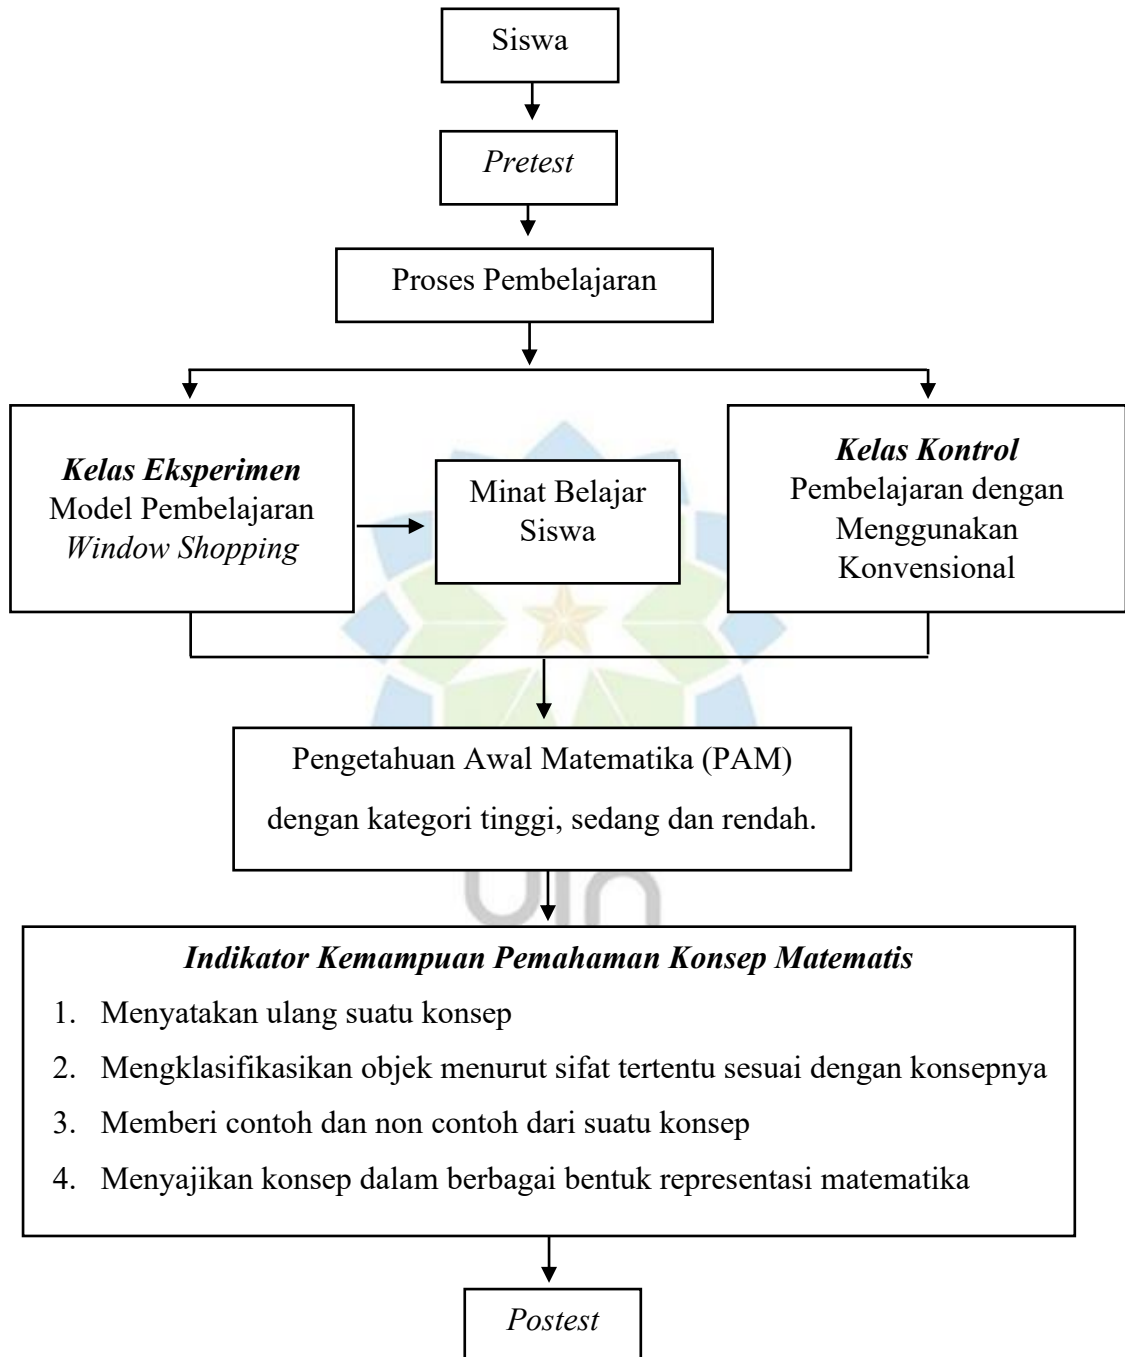 Siswa
Pretest
Proses Pembelajaran
Kelas Eksperimen
Model Pembelajaran
Window Shopping
Minat Belajar
Siswa
Kelas Kontrol
Pembelajaran dengan
Menggunakan
Konvensional
Pengetahuan Awal Matematika (PAM)
dengan kategori tinggi, sedang dan rendah.
uin
Indikator Kemampuan Pemahaman Konsep Matematis
1. Menyatakan ulang suatu konsep
2. Mengklasifikasikan objek menurut sifat tertentu sesuai dengan konsepnya
3. Memberi contoh dan non contoh dari suatu konsep
4. Menyajikan konsep dalam berbagai bentuk representasi matematika
Postest